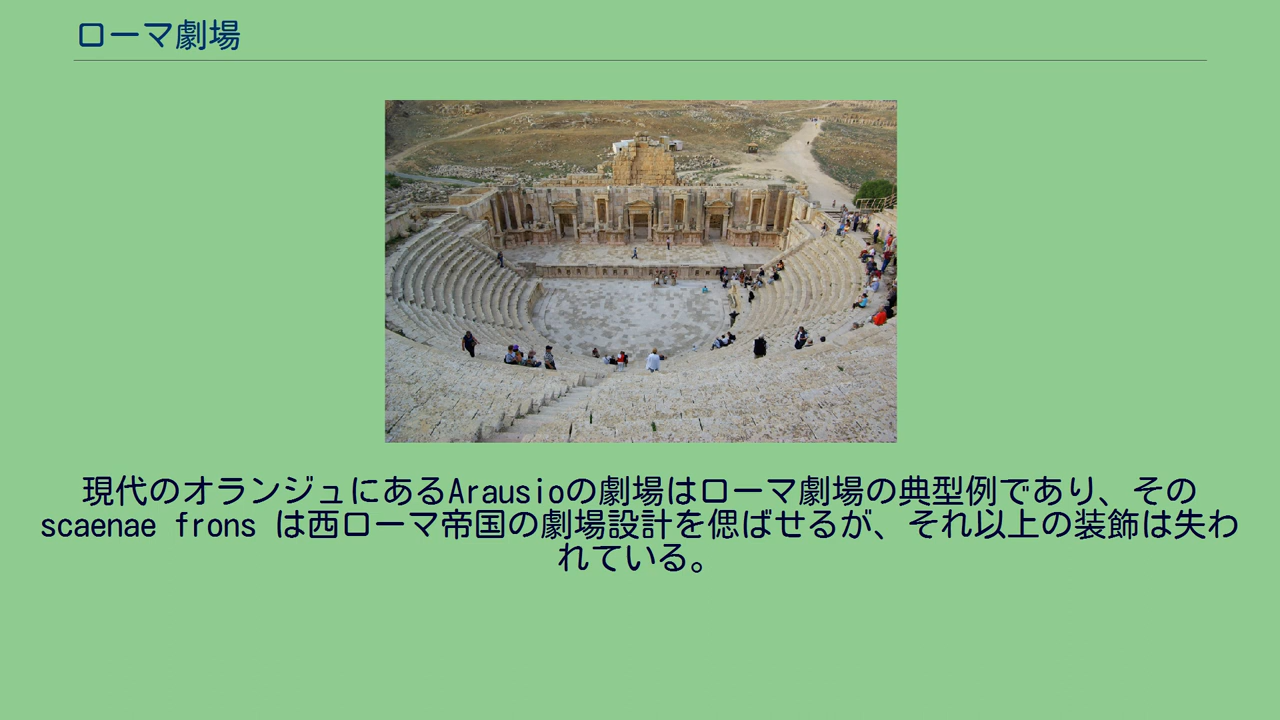 ローマ劇場
現代のオランジュにあるArausioの劇場はローマ劇場の典型例であり、その
scaenae frons は西ローマ帝国の劇場設計を偲ばせるが、それ以上の装飾は失わ
れている。